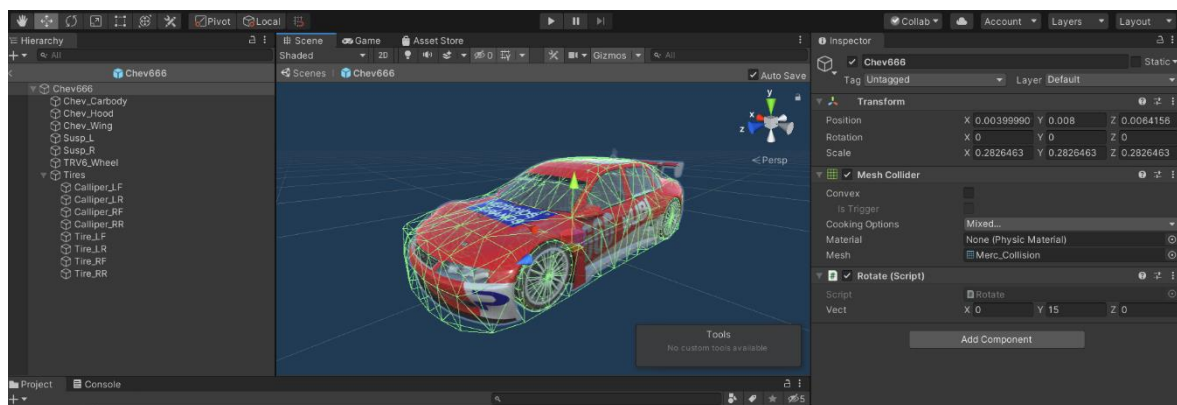 Pivot Local Collab Account Layers Layout
Hierarchy Scene Game Asset Store Inspector
All Shaded 2D 0 Gizmos All Chev666 Static
Chev666 Scenes Chev666 Auto Save Tag Untagged Layer Default
Chev666
Chev_Carbody
Chev_Hood
Chev_Wing
Susp_L
Susp_R
TRV6_Wheel
Tires
Calliper_LF
Calliper_LR
Calliper_RF
Calliper_RR
Tire_LF
Tire_LR
Tire_RF
Tire_RR
y
x
z
Persp
Tools
No custom tools available
Transform
Position X 0.00399990 Y 0.008 Z 0.0064156
Rotation X 0 Y 0 Z 0
Scale X 0.2826463 Y 0.2826463 Z 0.2826463
Mesh Collider
Convex
Is Trigger
Cooking Options Mixed...
Material None (Physic Material)
Mesh Merc_Collision
Rotate (Script)
Script Rotate
Vect X 0 Y 15 Z 0
Add Component
Project Console
5